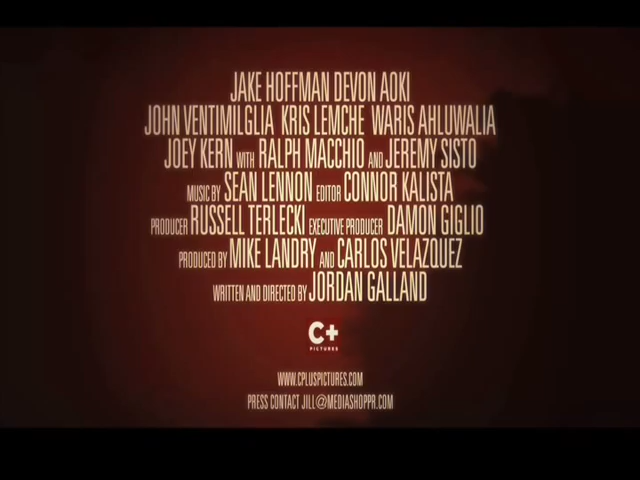 JAKE HOFFMAN DEVON AOKI
JOHN VENTIMILGLIA KRIS LEMCHE WARIS AHLUWALIA
JOEY KERN WITH RALPH MACCHIO AND JEREMY SISTO
MUSIC BY SEAN LENNON EDITOR CONNOR KALISTA
PRODUCER RUSSELL TERLECKI EXECUTIVE PRODUCER DAMON GIGLIO
PRODUCED BY MIKE LANDRY AND CARLOS VELAZQUEZ
WRITTEN AND DIRECTED BY JORDAN GALLAND
C+
PICTURES
WWW.CPLUSPICTURES.COM
PRESS CONTACT JILL@MEDIASHOPPR.COM